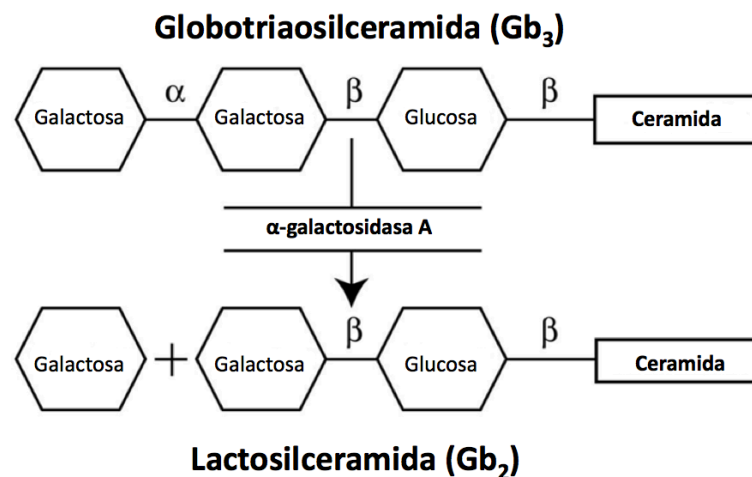 Globotriaosilceramida (Gb₃)
α β β
Galactosa Galactosa Glucosa Ceramida
α-galactosidasa A
β β
Galactosa + Galactosa Glucosa Ceramida
Lactosilceramida (Gb₂)